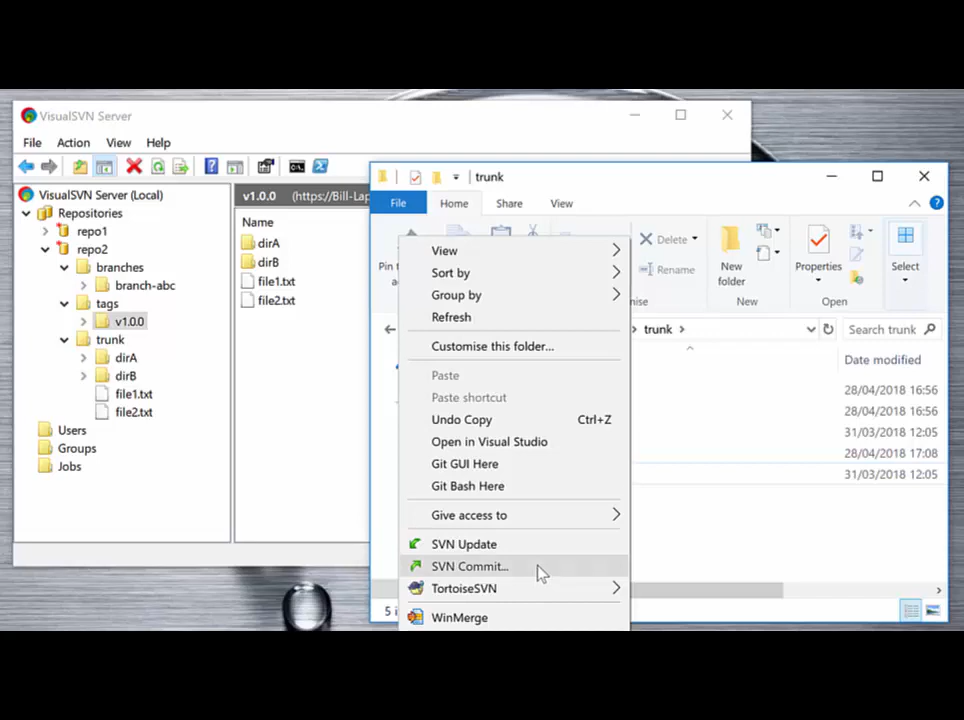 VisualSVN Server
File Action View Help
VisualSVN Server (Local)
Repositories
repo1
repo2
branches
branch-abc
tags
v1.0.0
trunk
dirA
dirB
file1.txt
file2.txt
Users
Groups
Jobs
v1.0.0 (https://Bill-Lap
Name
dirA
dirB
file1.txt
file2.txt
trunk
File Home Share View
Pin t
Delete
Rename
New
folder
New
Properties
Open
Select
trunk
Search trunk
Date modified
28/04/2018 16:56
28/04/2018 16:56
31/03/2018 12:05
28/04/2018 17:08
31/03/2018 12:05
5 i
View
Sort by
Group by
Refresh
Customise this folder...
Paste
Paste shortcut
Undo Copy Ctrl+Z
Open in Visual Studio
Git GUI Here
Git Bash Here
Give access to
SVN Update
SVN Commit...
TortoiseSVN
WinMerge